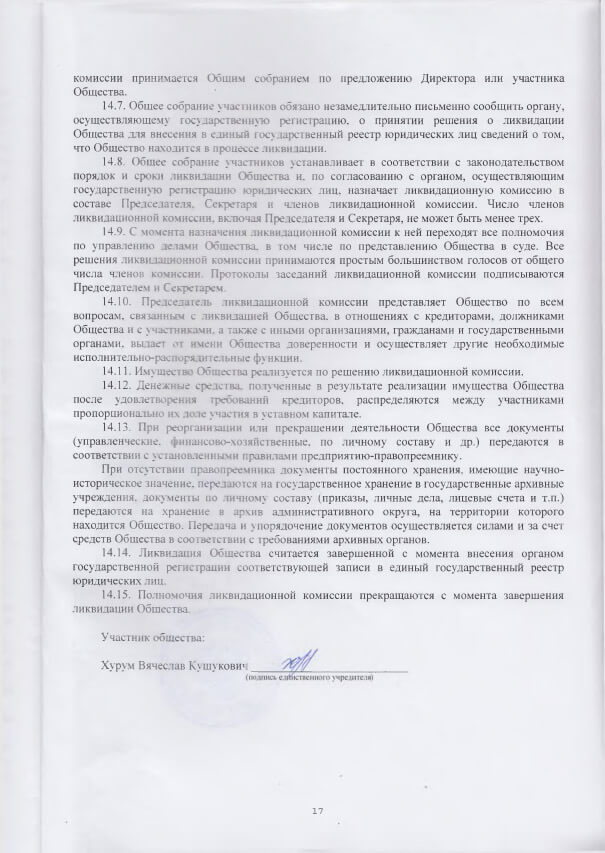 комиссии принимается Общим собранием по предложению Директора или участника
Общества.
14.7. Общее собрание участников обязано незамедлительно письменно сообщить органу,
осуществляющему государственную регистрацию, о принятии решения о ликвидации
Общества для внесения в единый государственный реестр юридических лиц сведений о том,
что Общество находится в процессе ликвидации.
14.8. Общее собрание участников устанавливает в соответствии с законодательством
порядок и сроки ликвидации Общества и, по согласованию с органом, осуществляющим
государственную регистрацию юридических лиц, назначает ликвидационную комиссию в
составе Председателя, Секретаря и членов ликвидационной комиссии. Число членов
ликвидационной комиссии, включая Председателя и Секретаря, не может быть менее трех.
14.9. С момента назначения ликвидационной комиссии к ней переходят все полномочия
по управлению делами Общества, в том числе по представлению Общества в суде. Все
решения ликвидационной комиссии принимаются простым большинством голосов от общего
числа членов комиссии. Протоколы заседаний ликвидационной комиссии подписываются
Председателем и Секретарем.
14.10. Председатель ликвидационной комиссии представляет Общество по всем
вопросам, связанным с ликвидацией Общества, в отношениях с кредиторами, должниками
Общества и с участниками, а также с иными организациями, гражданами и государственными
органами, выдает от имени Общества доверенности и осуществляет другие необходимые
исполнительно-распорядительные функции.
14.11. Имущество Общества реализуется по решению ликвидационной комиссии.
14.12. Денежные средства, полученные в результате реализации имущества Общества
после удовлетворения требований кредиторов, распределяются между участниками
пропорционально их доле участия в уставном капитале.
14.13. При реорганизации или прекращении деятельности Общества все документы
(управленческие, финансово-хозяйственные, по личному составу и др.) передаются в
соответствии с установленными правилами предприятию-правопреемнику.
При отсутствии правопреемника документы постоянного хранения, имеющие научно-
историческое значение, передаются на государственное хранение в государственные архивные
учреждения, документы по личному составу (приказы, личные дела, лицевые счета и т.п.)
передаются на хранение в архив административного округа, на территории которого
находится Общество. Передача и упорядочение документов осуществляется силами и за счет
средств Общества в соответствии с требованиями архивных органов.
14.14. Ликвидация Общества считается завершенной с момента внесения органом
государственной регистрации соответствующей записи в единый государственный реестр
юридических лиц.
14.15. Полномочия ликвидационной комиссии прекращаются с момента завершения
ликвидации Общества.
Участник общества:
Хурум Вячеслав Кушукович
(подпись единственного учредителя)
17